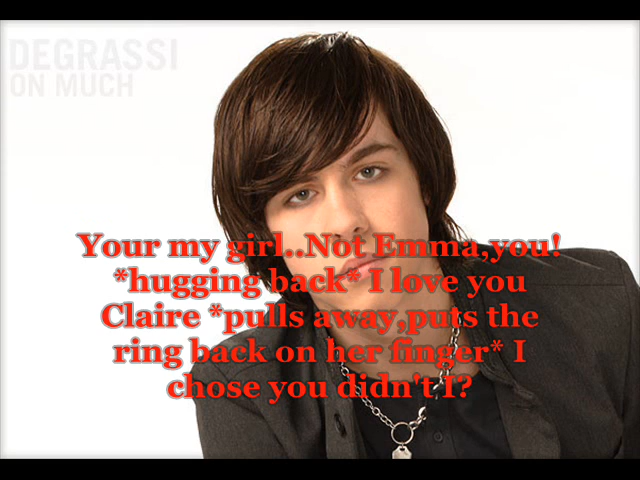 DEGRASSI
ON MUCH
Your my girl..Not Emma,you!
*hugging back* I love you
Claire *pulls away,puts the
ring back on her finger* I
chose you didn't I?